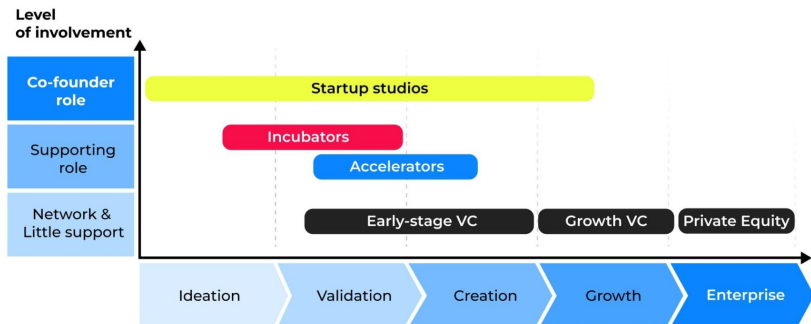 Level
of involvement
Co-founder
role
Startup studios
Supporting
role
Incubators
Accelerators
Network &
Little support
Early-stage VC
Growth VC
Private Equity
Ideation
Validation
Creation
Growth
Enterprise